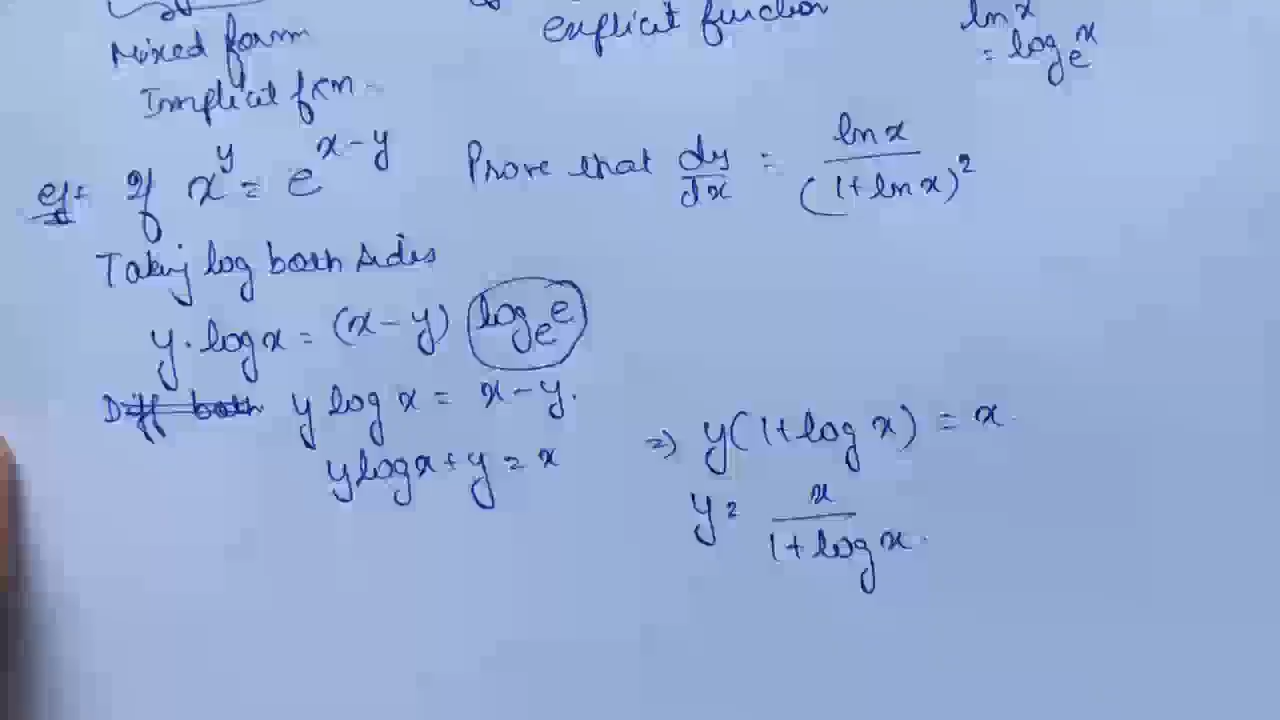 Mixed form
Implicit fxn
explicit function
ln x
= log_e x
eg: If x^y = e^(x-y) Prove that dy/dx = ln x/(1+ ln x)^2
Taking log both sides
y. log x = (x-y) log_e e
Diff both y log x = x-y.
y log x + y = x
=) y(1+log x) = x.
y = x/(1+ log x).